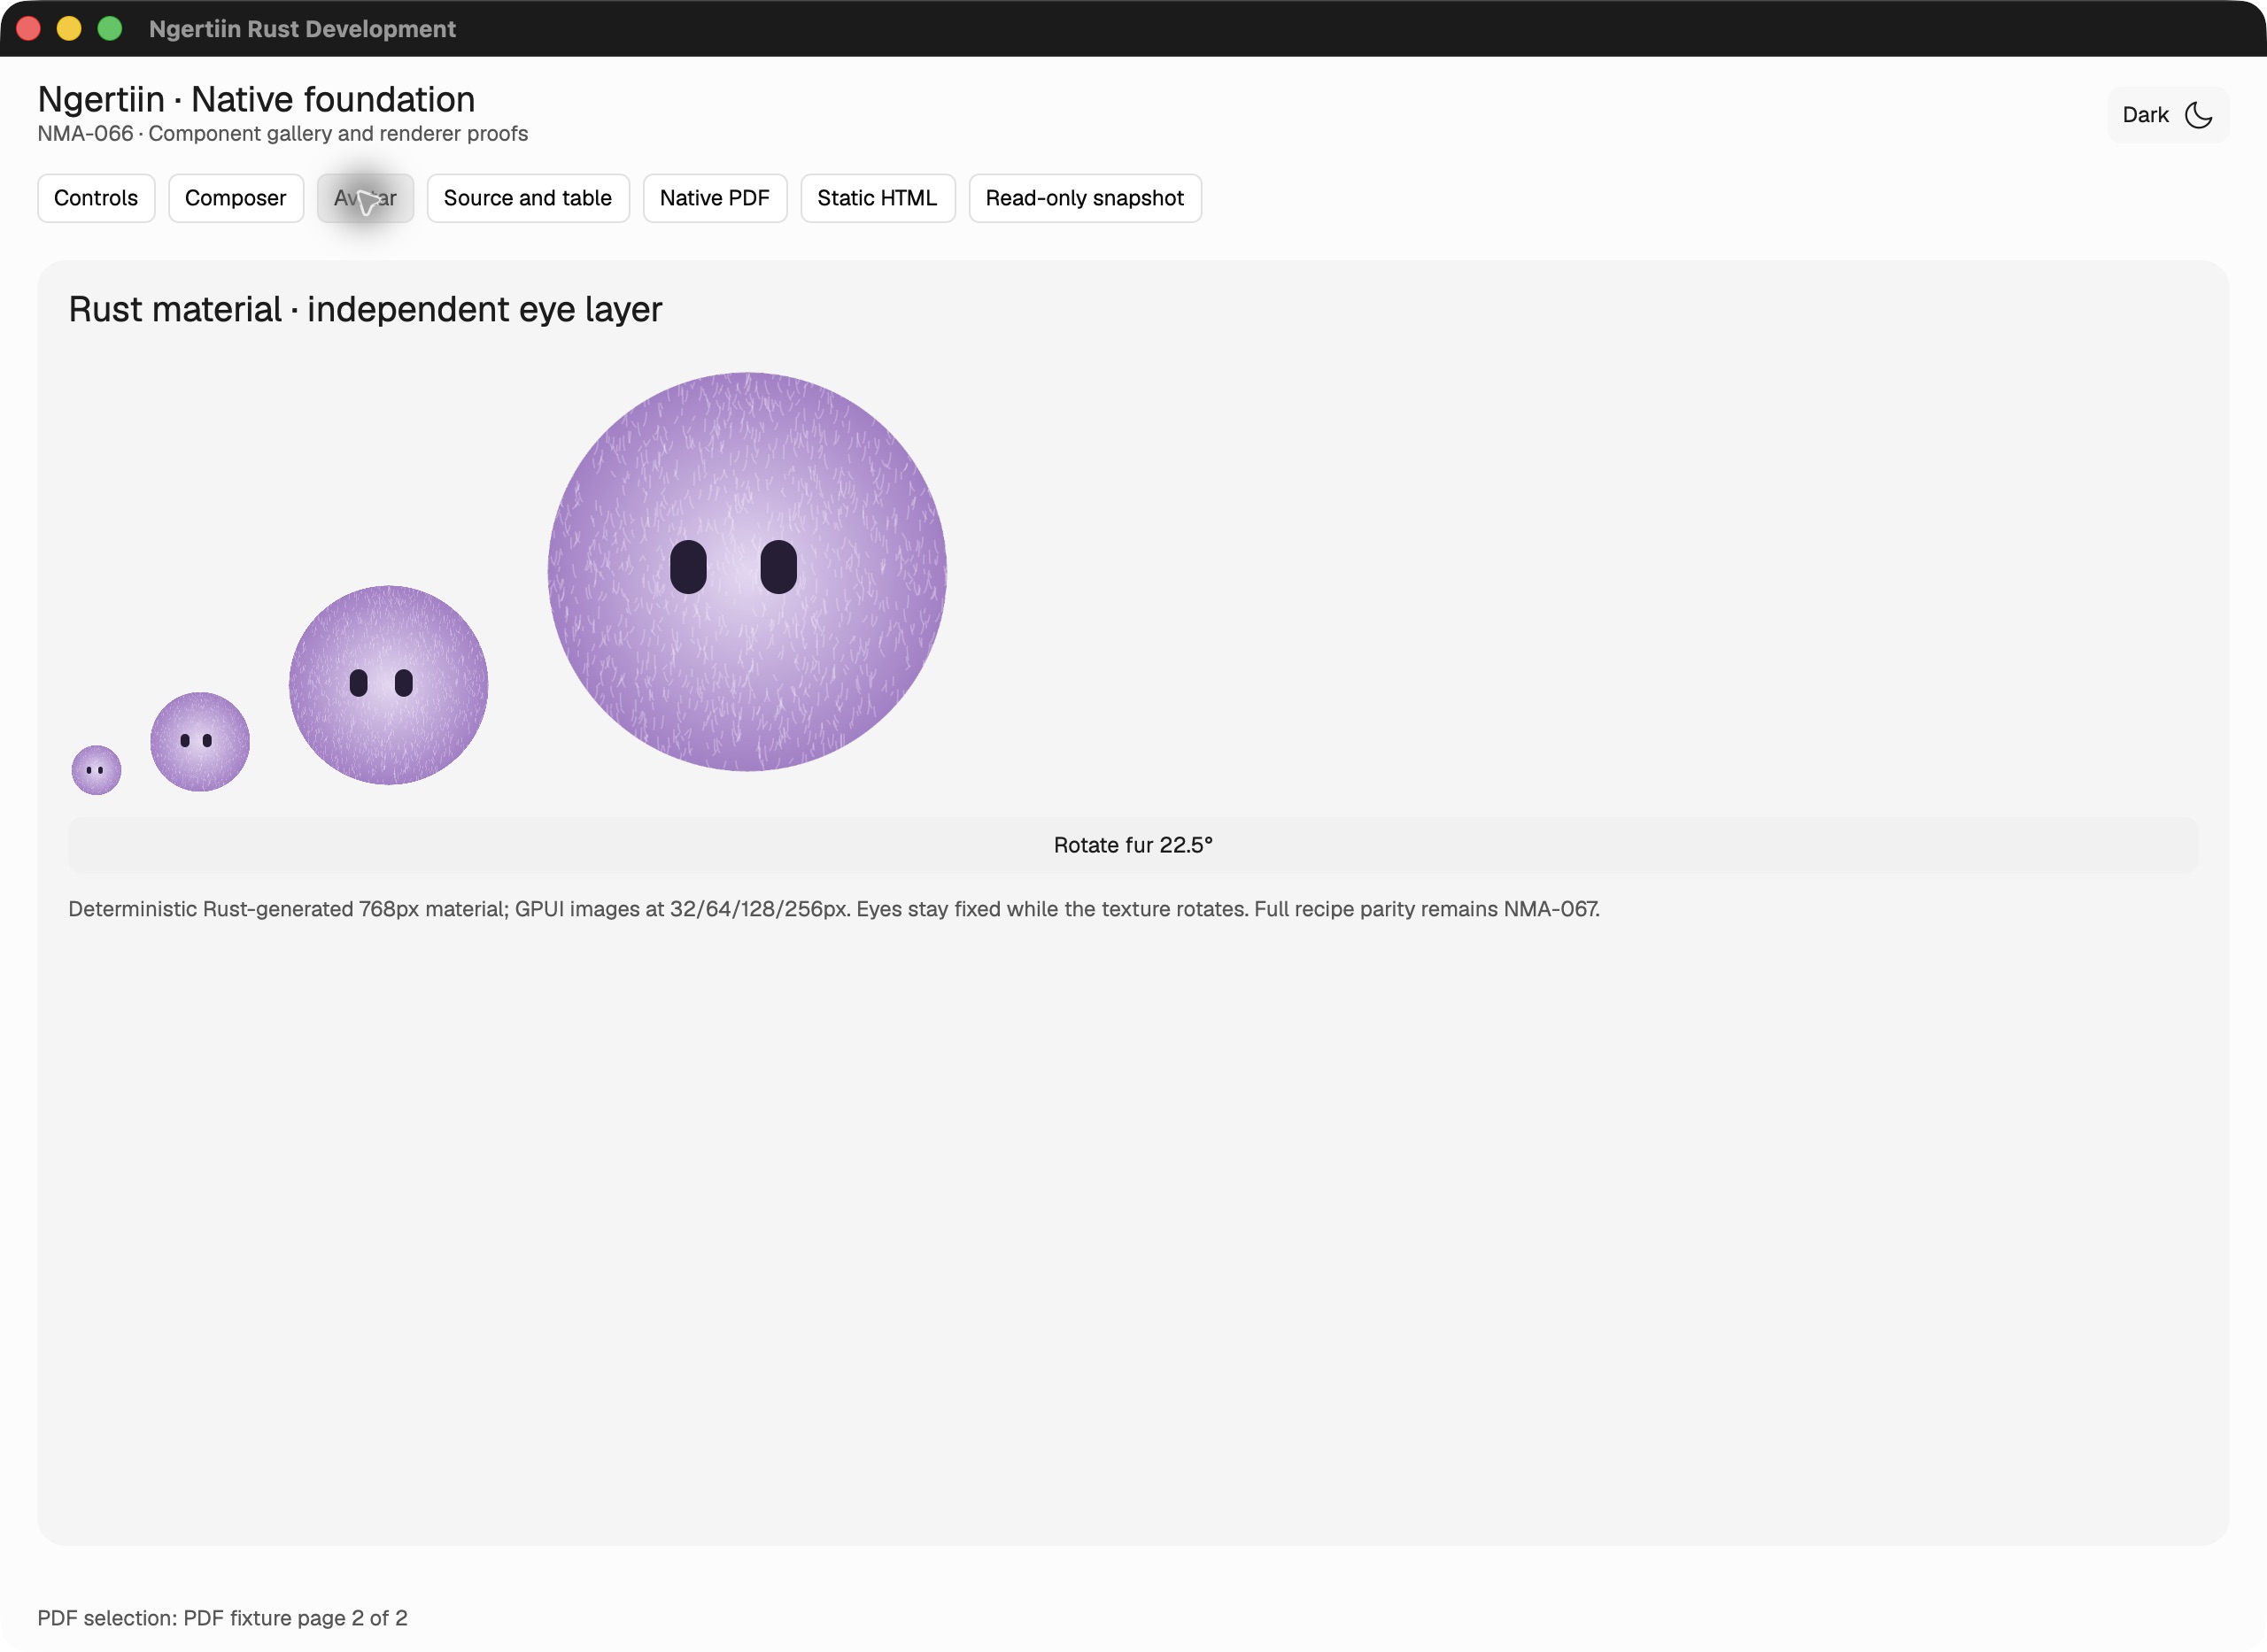 Ngertiin Rust Development
Ngertiin · Native foundation
NMA-066 · Component gallery and renderer proofs
Dark
Controls
Composer
Avatar
Source and table
Native PDF
Static HTML
Read-only snapshot
Rust material · independent eye layer
Rotate fur 22.5°
Deterministic Rust-generated 768px material; GPUI images at 32/64/128/256px. Eyes stay fixed while the texture rotates. Full recipe parity remains NMA-067.
PDF selection: PDF fixture page 2 of 2